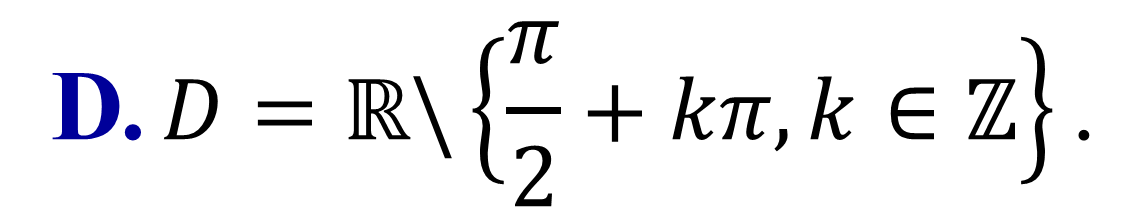 D. D = ℝ\{π/2 + kπ, k ∈ ℤ}.